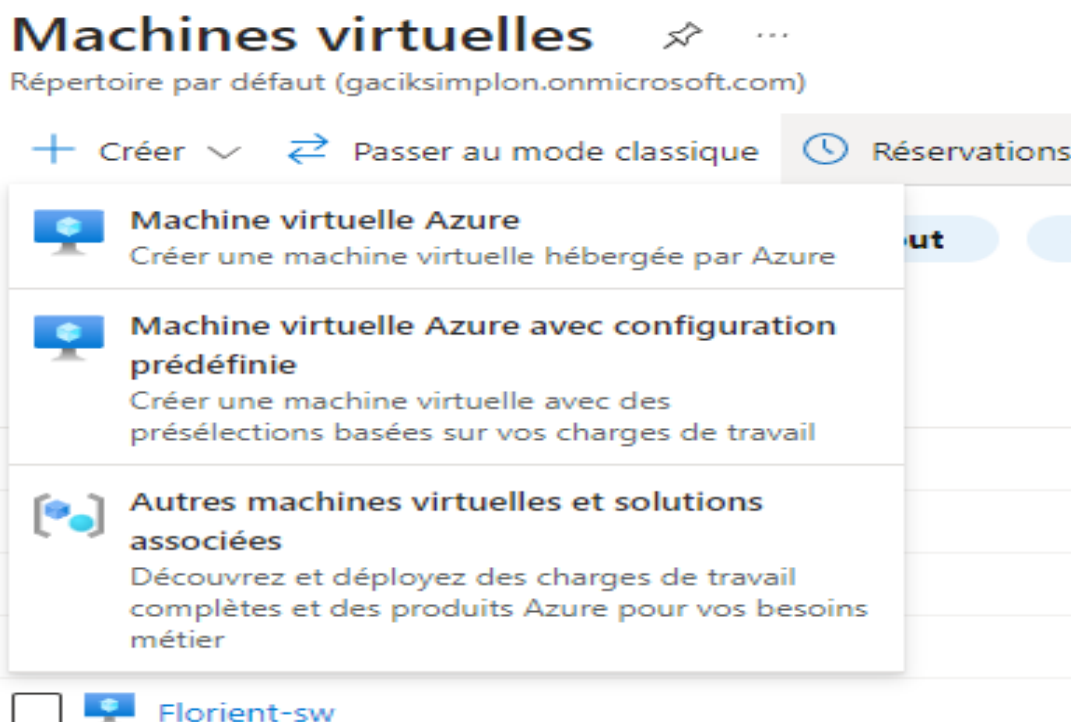 Machines virtuelles
Répertoire par défaut (gaciksimplon.onmicrosoft.com)
Créer
Passer au mode classique
Réservations
Machine virtuelle Azure
Créer une machine virtuelle hébergée par Azure
Machine virtuelle Azure avec configuration
prédéfinie
Créer une machine virtuelle avec des
présélections basées sur vos charges de travail
Autres machines virtuelles et solutions
associées
Découvrez et déployez des charges de travail
complètes et des produits Azure pour vos besoins
métier
Florient-sw